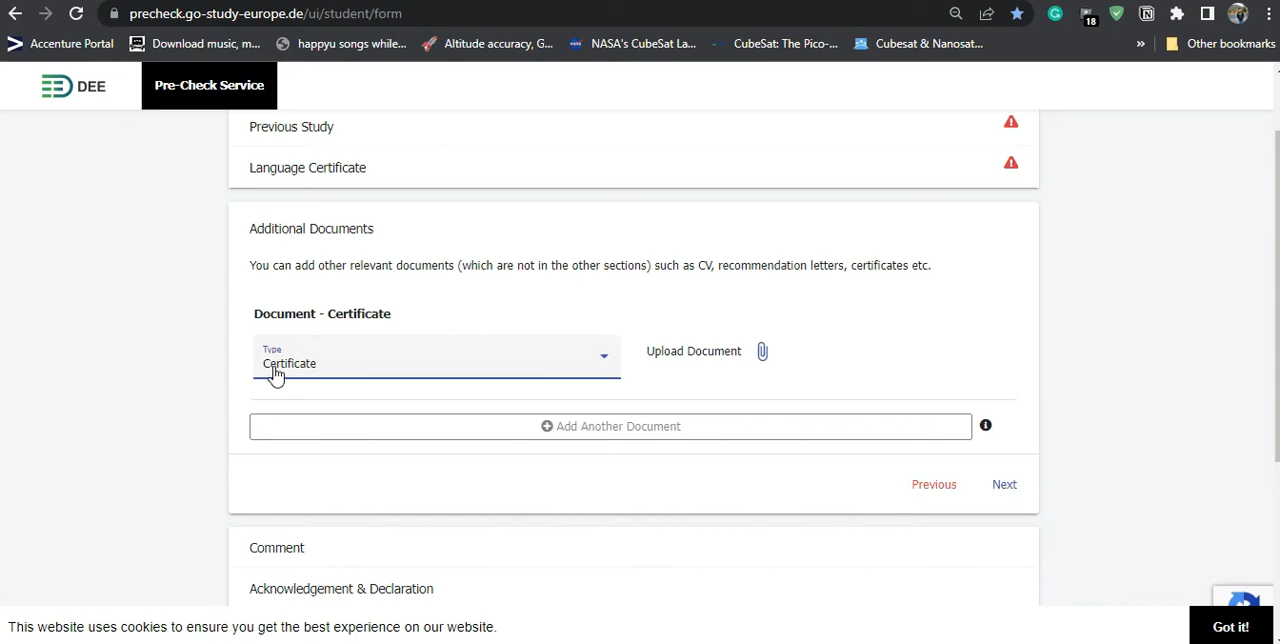 precheck.go-study-europe.de/ui/student/form
18
Accenture Portal
Download music, m...
happyu songs while...
Altitude accuracy, G...
NASA's CubeSat La...
CubeSat: The Pico-...
Cubesat & Nanosat...
»
Other bookmarks
DEE
Pre-Check Service
Previous Study
Language Certificate
Additional Documents
You can add other relevant documents (which are not in the other sections) such as CV, recommendation letters, certificates etc.
Document - Certificate
Type
Certificate
Upload Document
Add Another Document
Previous
Next
Comment
Acknowledgement & Declaration
This website uses cookies to ensure you get the best experience on our website.
Got it!